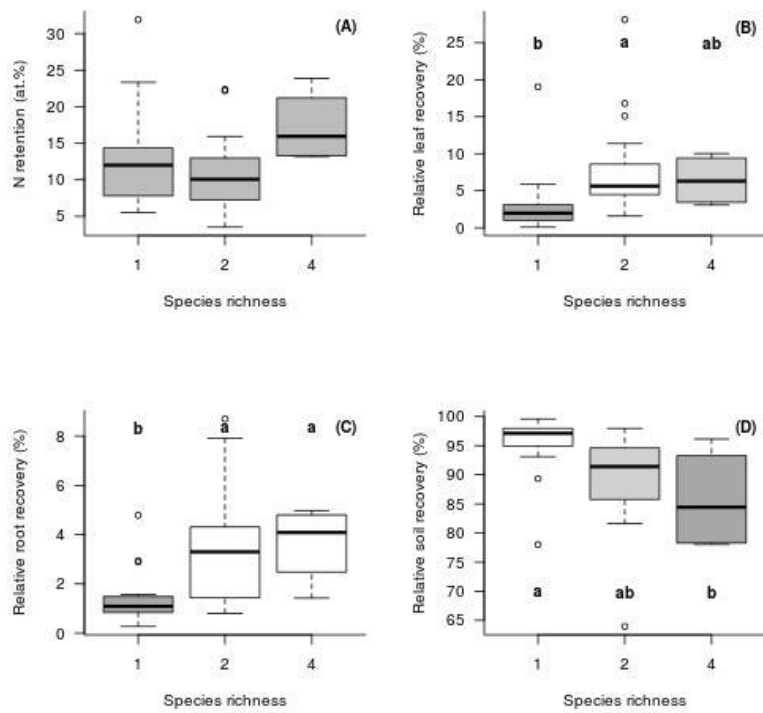 (A)
N retention (at.%)
30
25
20
15
10
5
1 2 4
Species richness
(B)
Relative leaf recovery (%)
25
20
15
10
5
0
b a ab
1 2 4
Species richness
(C)
Relative root recovery (%)
8
6
4
2
0
b a a
1 2 4
Species richness
(D)
Relative soil recovery (%)
100
95
90
85
80
75
70
65
a ab b
1 2 4
Species richness